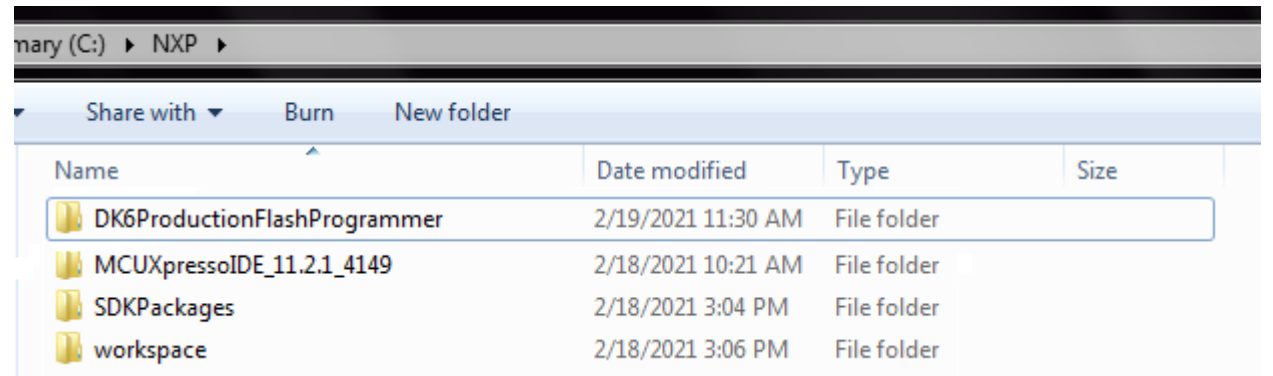 mary (C:) NXP
Share with Burn New folder
Name Date modified Type Size
DK6ProductionFlashProgrammer 2/19/2021 11:30 AM File folder
MCUXpressoIDE_11.2.1_4149 2/18/2021 10:21 AM File folder
SDKPackages 2/18/2021 3:04 PM File folder
workspace 2/18/2021 3:06 PM File folder